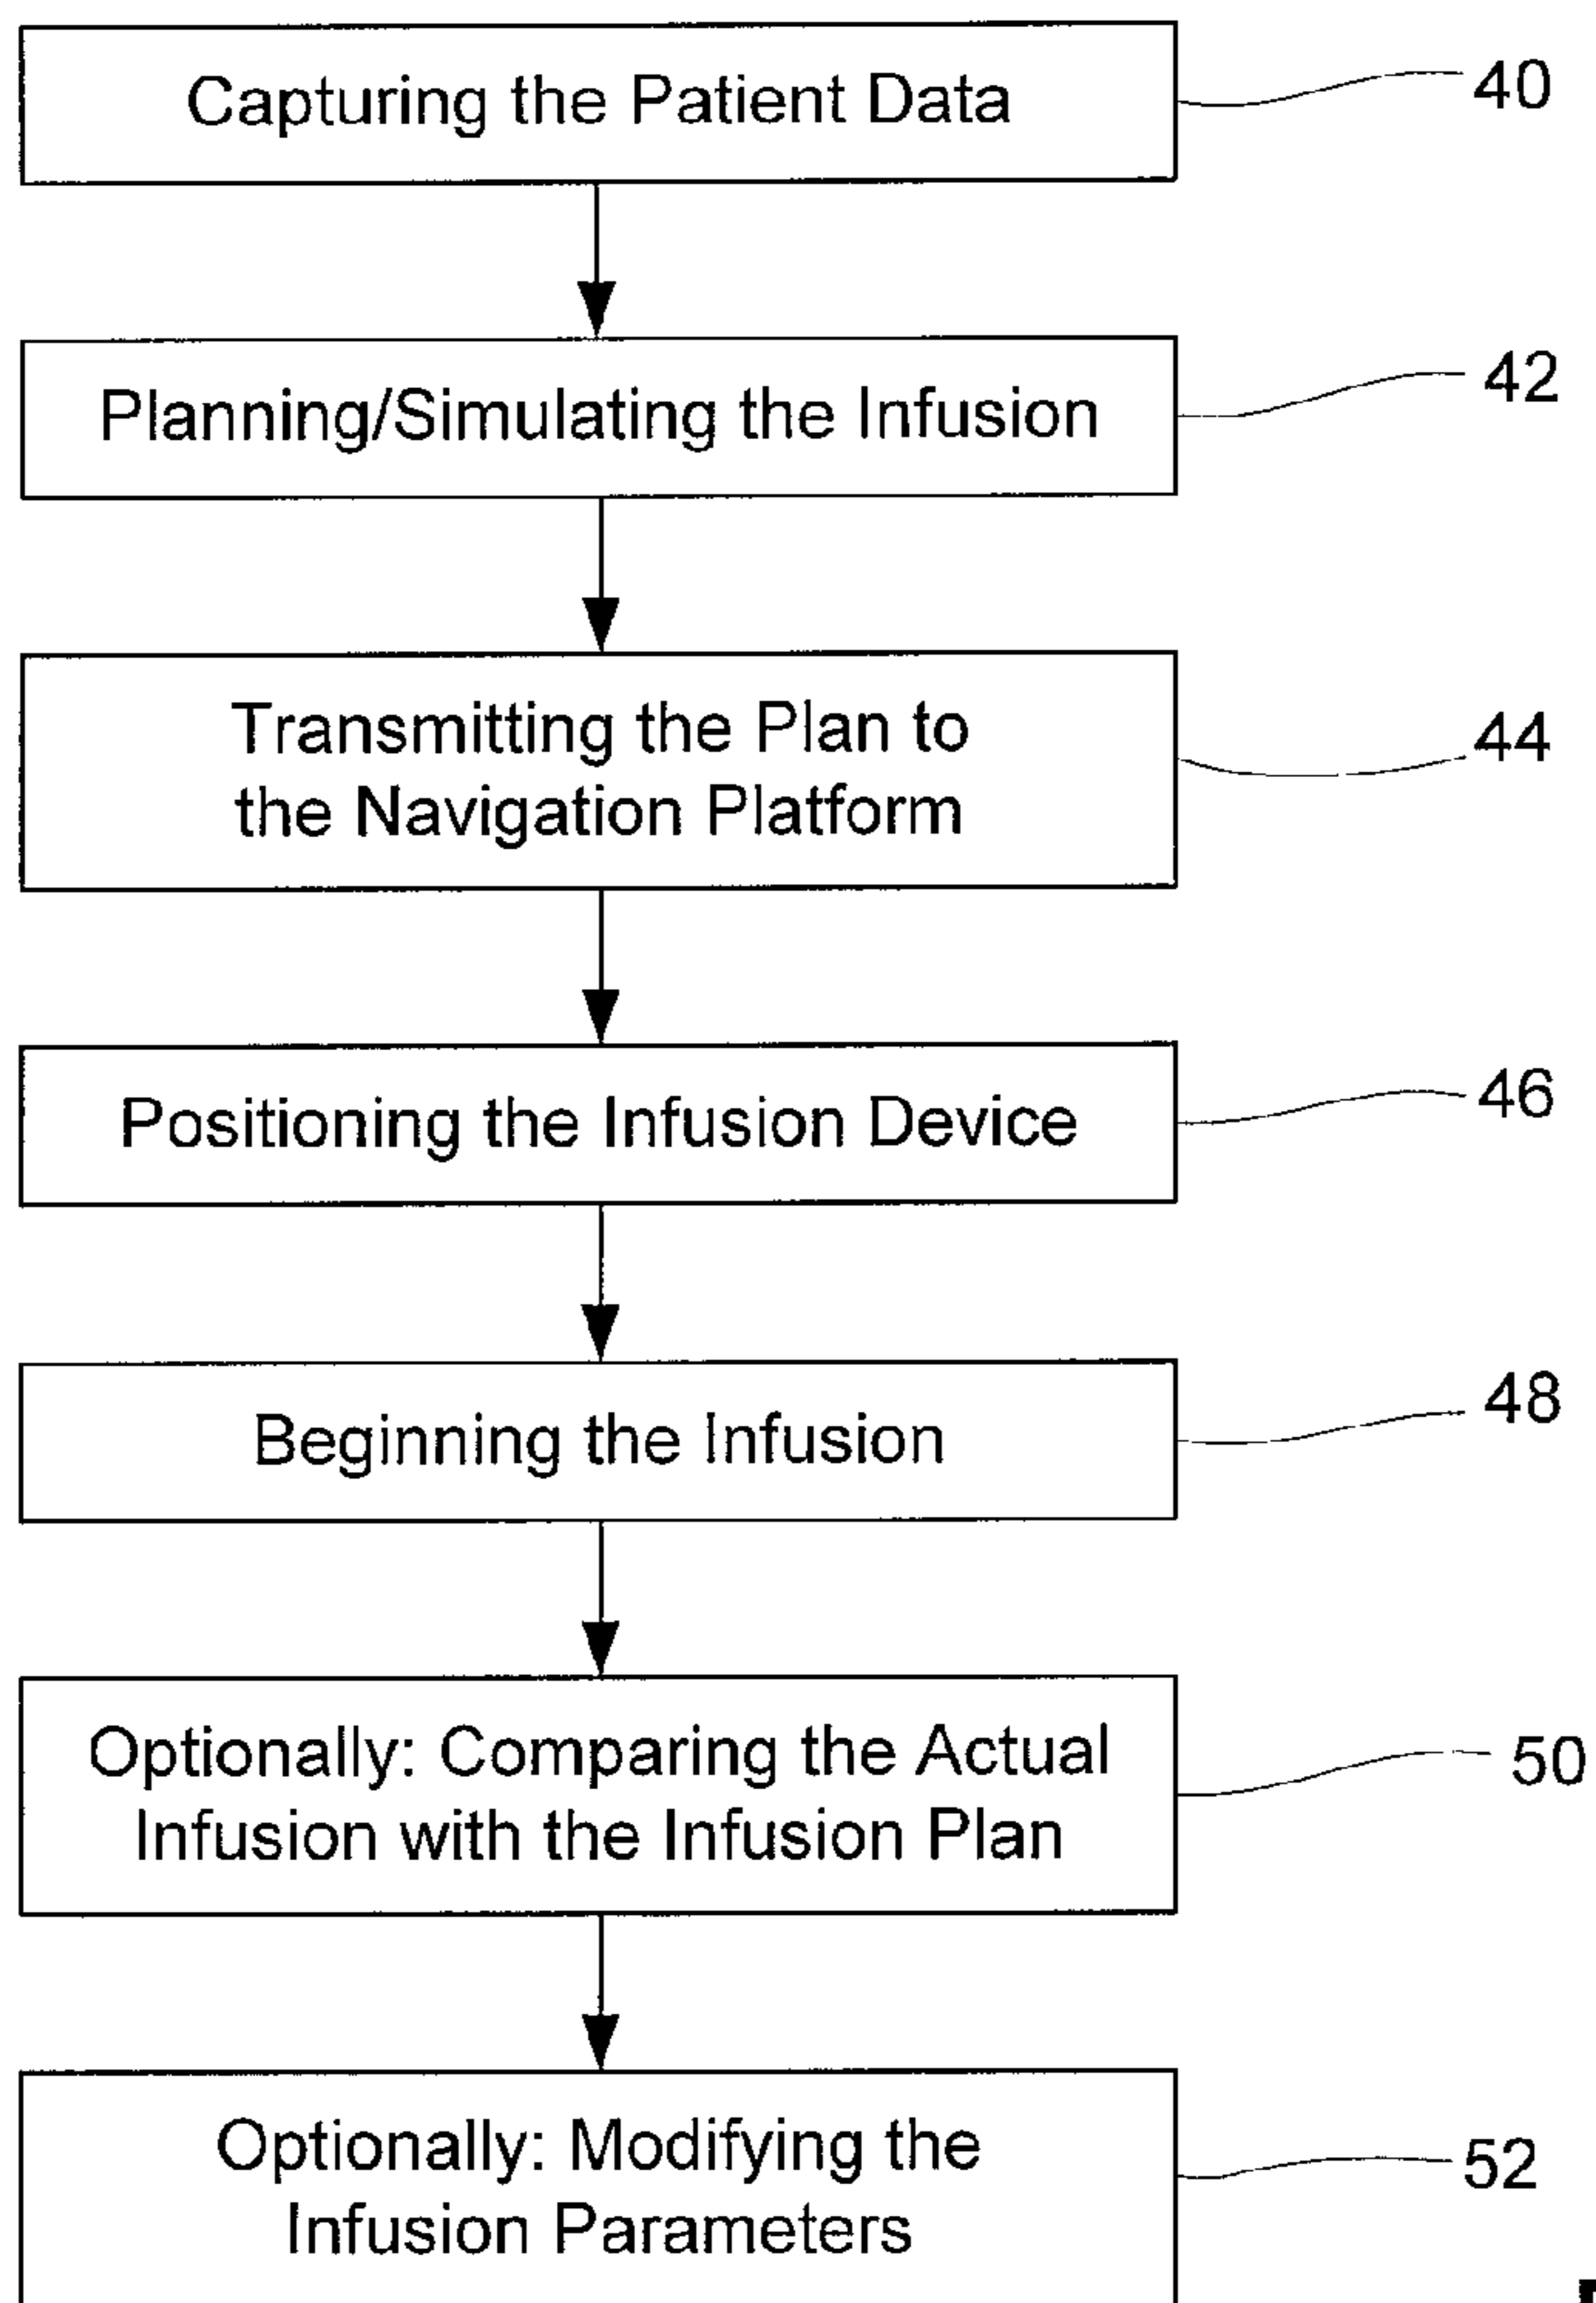 Capturing the Patient Data
40
Planning/Simulating the Infusion
42
Transmitting the Plan to
the Navigation Platform
44
Positioning the Infusion Device
46
Beginning the Infusion
48
Optionally: Comparing the Actual
Infusion with the Infusion Plan
50
Optionally: Modifying the
Infusion Parameters
52